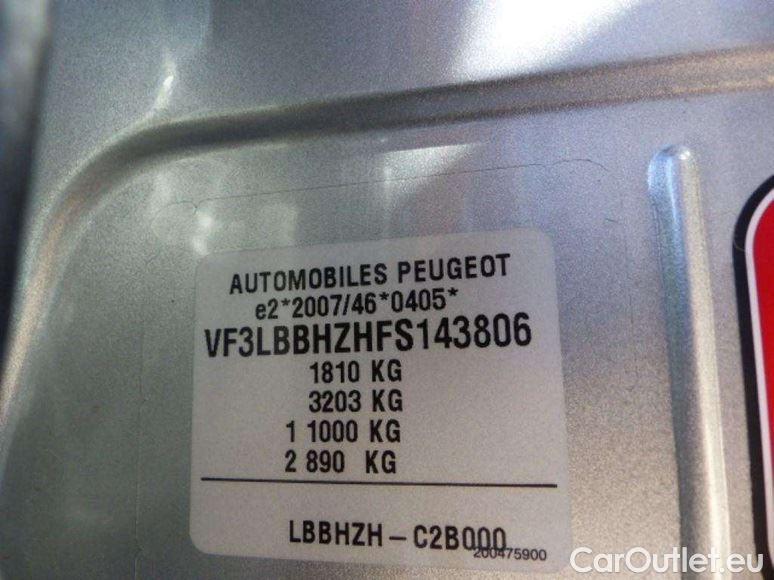 AUTOMOBILES PEUGEOT
e2*2007/46*0405*
VF3LBBHZHFS143806
1810 KG
3203 KG
1 1000 KG
2 890 KG
LBBHZH – C2B000
200475900
CarOutlet.eu